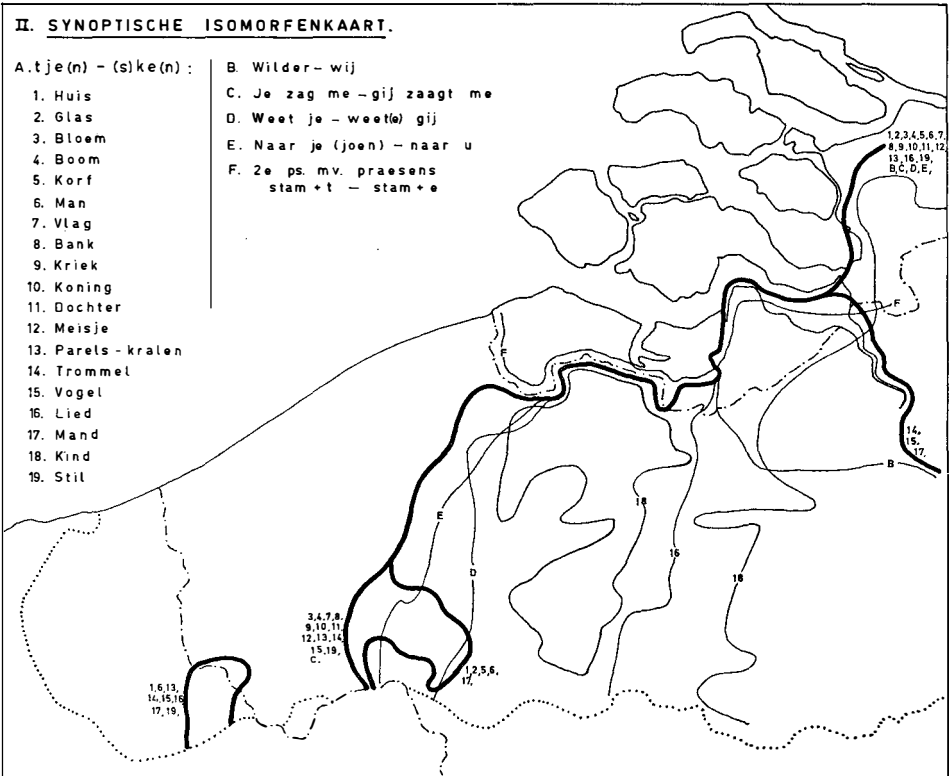 II. SYNOPTISCHE ISOMORFENKAART.
A. tje(n) - (s)ke(n) :
1. Huis
2. Glas
3. Bloem
4. Boom
5. Korf
6. Man
7. Vlag
8. Bank
9. Kriek
10. Koning
11. Dochter
12. Meisje
13. Parels - kralen
14. Trommel
15. Vogel
16. Lied
17. Mand
18. Kind
19. Stil
B. Wilder - wij
C. Je zag me - gij zaagt me
D. Weet je - weet(e) gij
E. Naar je (joen) - naar u
F. 2e ps. mv. praesens
stam + t - stam + e
1,2,3,4,5,6,7,
8,9,10,11,12,
13,16,19,
B,C,D,E,
F
F
14.
15.
17.
B
E
18
D
16
18
3,4,7,8.
9,10,11,
12,13,14,
15,19,
C.
1,2,5,6,
17,
1,6,13,
14,15,16
17,19,